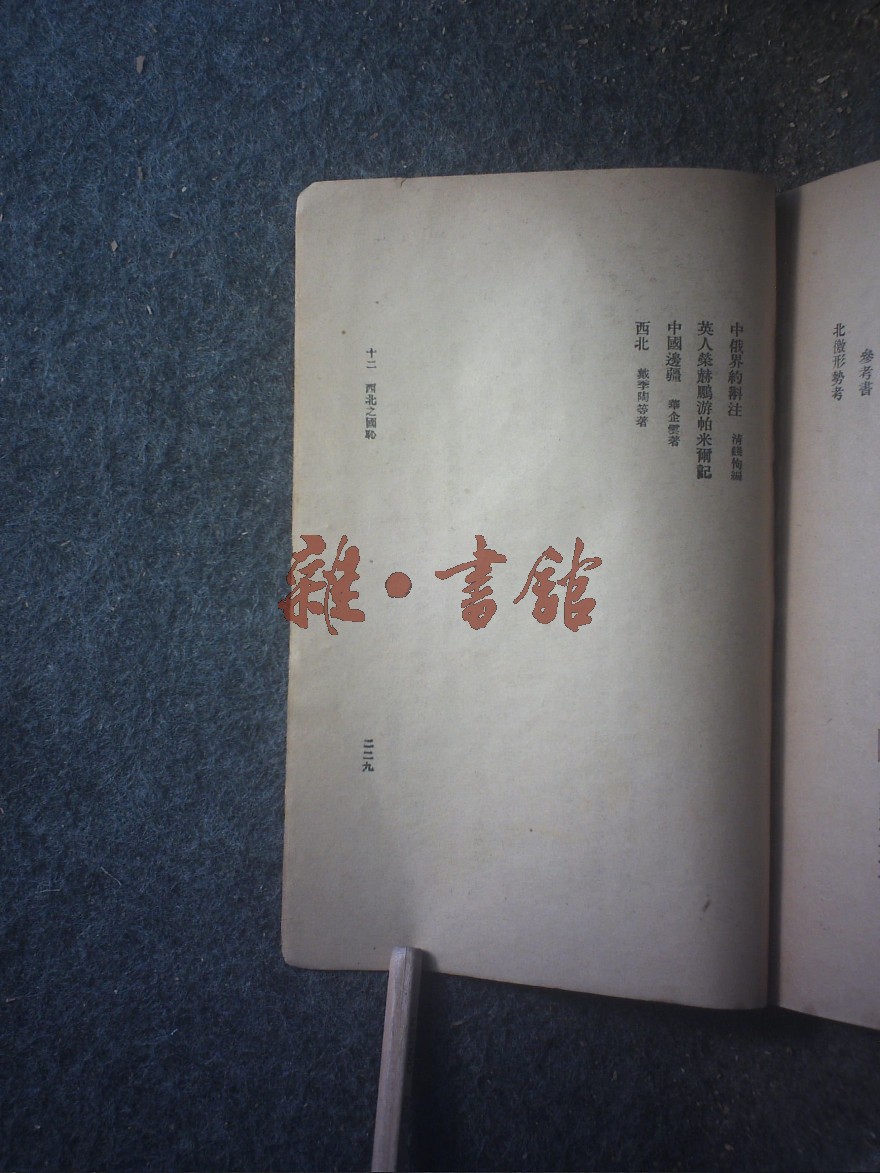 參考書
北徼形勢考
中俄界約斠注 清錢恂編
英人榮赫鵬游帕米爾記
中國邊疆 華企雲著
西北 戴季陶等著
十二 西北之國恥
二二九
雜·書館